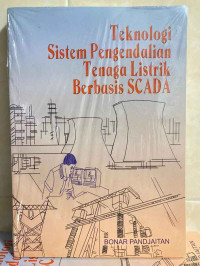 Teknologi
Sistem Pengendalian
Tenaga Listrik
Berbasis SCADA
BONAR PANDJAITAN